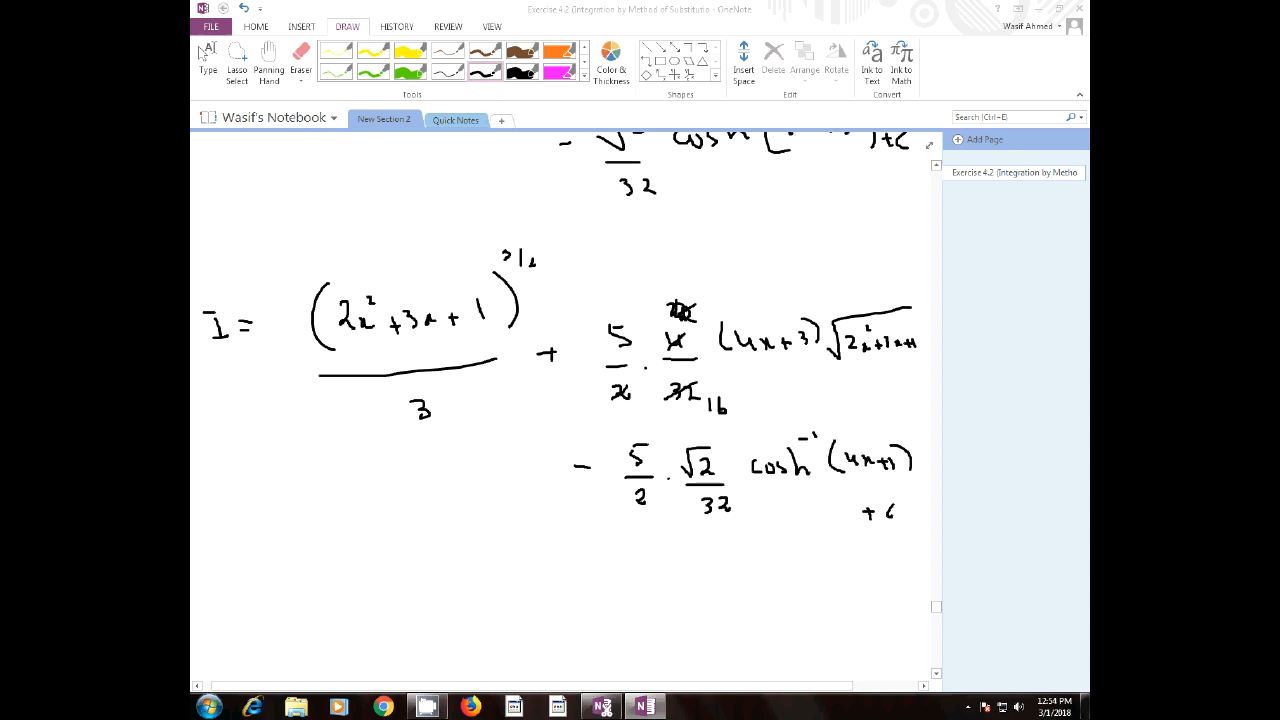 Exercise 4.2 (Integration by Method of Substitutio - OneNote
Wasif Ahmed
FILE HOME INSERT DRAW HISTORY REVIEW VIEW
Type Lasso Select Panning Hand Eraser Color & Thickness Insert Space Delete Arrange Rotate Ink to Text Ink to Math
Tools Shapes Edit Convert
Wasif's Notebook New Section 2 Quick Notes Search (Ctrl+E)
Add Page
Exercise 4.2 (Integration by Metho
- √ / 32 cosh ( ) + c
I = (2x² + 3x + 1)^3/2 / 3 + 5/2 · 4/32 16 (4x+3) √2x²+3x+1
- 5/2 · √2/32 cosh⁻¹ (4x+3)
+ c
12:54 PM
3/1/2018